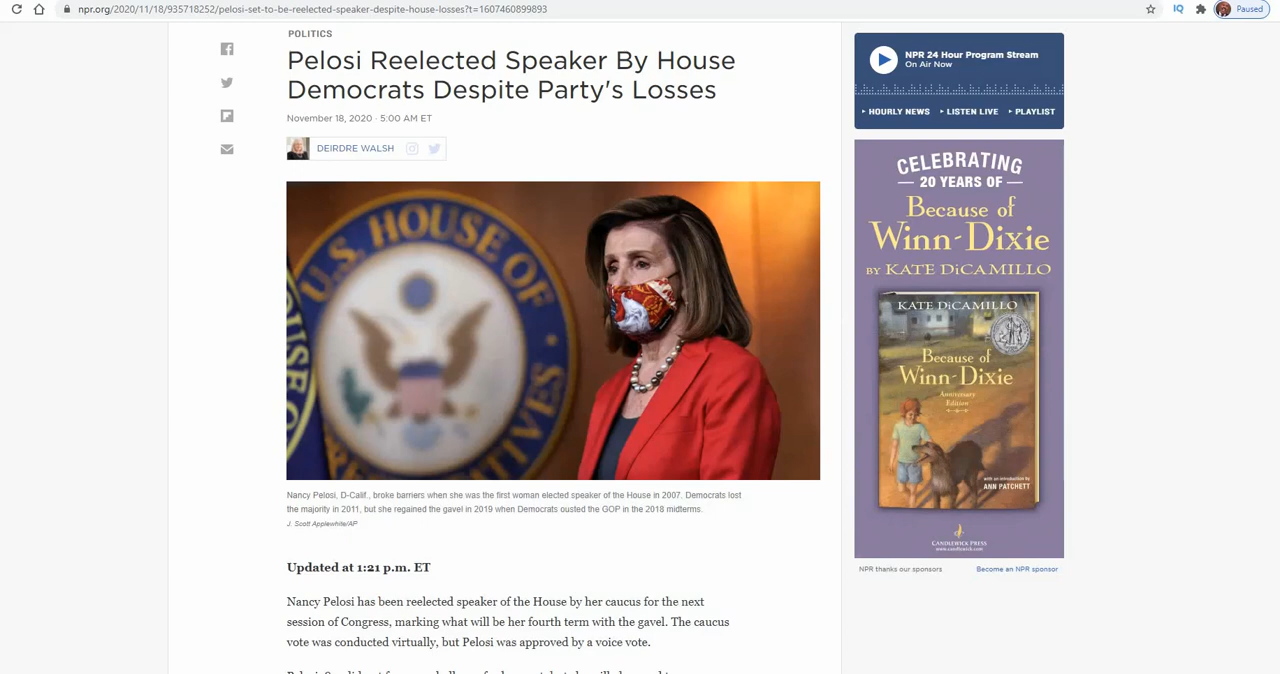 npr.org/2020/11/18/935718252/pelosi-set-to-be-reelected-speaker-despite-house-losses?t=1607460899893
IQ
Paused
POLITICS
Pelosi Reelected Speaker By House
Democrats Despite Party's Losses
November 18, 2020 · 5:00 AM ET
DEIRDRE WALSH
U.S. HOUSE OF
Nancy Pelosi, D-Calif., broke barriers when she was the first woman elected speaker of the House in 2007. Democrats lost
the majority in 2011, but she regained the gavel in 2019 when Democrats ousted the GOP in the 2018 midterms.
J. Scott Applewhite/AP
Updated at 1:21 p.m. ET
Nancy Pelosi has been reelected speaker of the House by her caucus for the next
session of Congress, marking what will be her fourth term with the gavel. The caucus
vote was conducted virtually, but Pelosi was approved by a voice vote.
NPR 24 Hour Program Stream
On Air Now
HOURLY NEWS LISTEN LIVE PLAYLIST
CELEBRATING
20 YEARS OF
Because of
Winn-Dixie
BY KATE DiCAMILLO
KATE DiCAMILLO
Because of
Winn-Dixie
Anniversary
Edition
with an introduction by
ANN PATCHETT
CANDLEWICK PRESS
www.candlewick.com
NPR thanks our sponsors Become an NPR sponsor